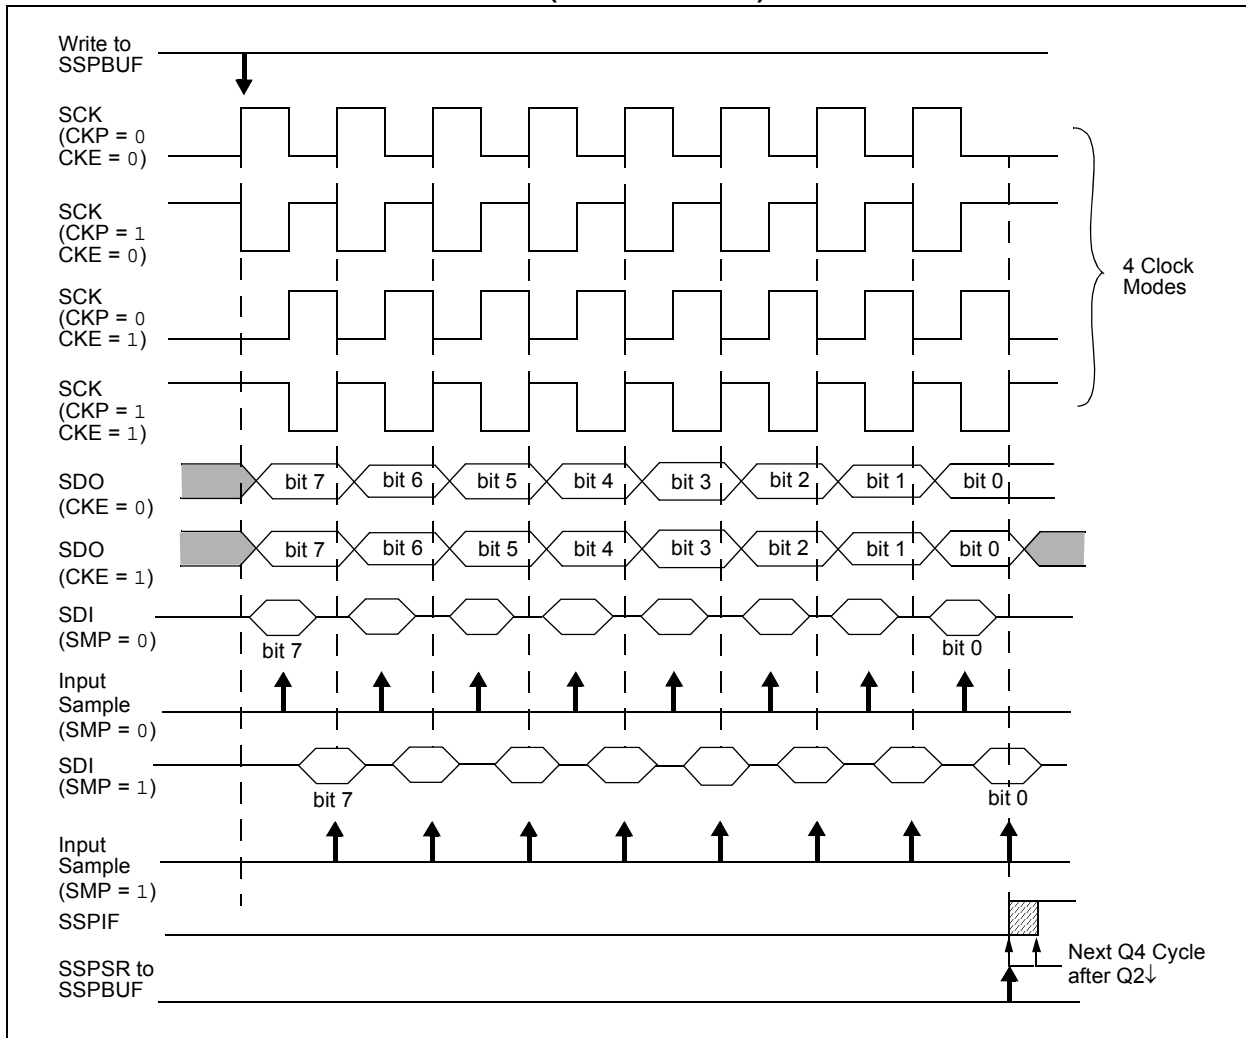 Write to
SSPBUF
SCK
(CKP = 0
CKE = 0)
SCK
(CKP = 1
CKE = 0)
SCK
(CKP = 0
CKE = 1)
SCK
(CKP = 1
CKE = 1)
4 Clock
Modes
SDO
(CKE = 0)
bit 7 bit 6 bit 5 bit 4 bit 3 bit 2 bit 1 bit 0
SDO
(CKE = 1)
bit 7 bit 6 bit 5 bit 4 bit 3 bit 2 bit 1 bit 0
SDI
(SMP = 0)
bit 7 bit 0
Input
Sample
(SMP = 0)
SDI
(SMP = 1)
bit 7 bit 0
Input
Sample
(SMP = 1)
SSPIF
Next Q4 Cycle
after Q2↓
SSPSR to
SSPBUF